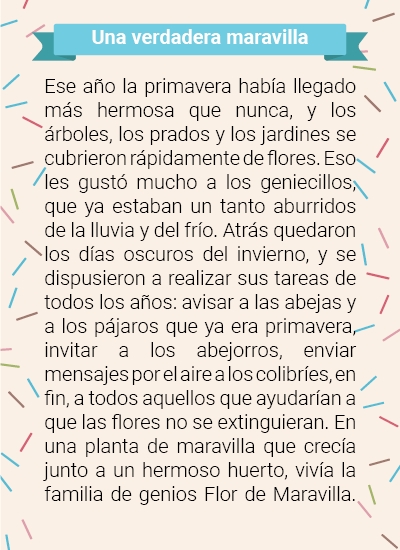 Una verdadera maravilla
Ese año la primavera había llegado
más hermosa que nunca, y los
árboles, los prados y los jardines se
cubrieron rápidamente de flores. Eso
les gustó mucho a los geniecillos,
que ya estaban un tanto aburridos
de la lluvia y del frío. Atrás quedaron
los días oscuros del invierno, y se
dispusieron a realizar sus tareas de
todos los años: avisar a las abejas y
a los pájaros que ya era primavera,
invitar a los abejorros, enviar
mensajes por el aire a los colibríes, en
fin, a todos aquellos que ayudarían a
que las flores no se extinguieran. En
una planta de maravilla que crecía
junto a un hermoso huerto, vivía la
familia de genios Flor de Maravilla.